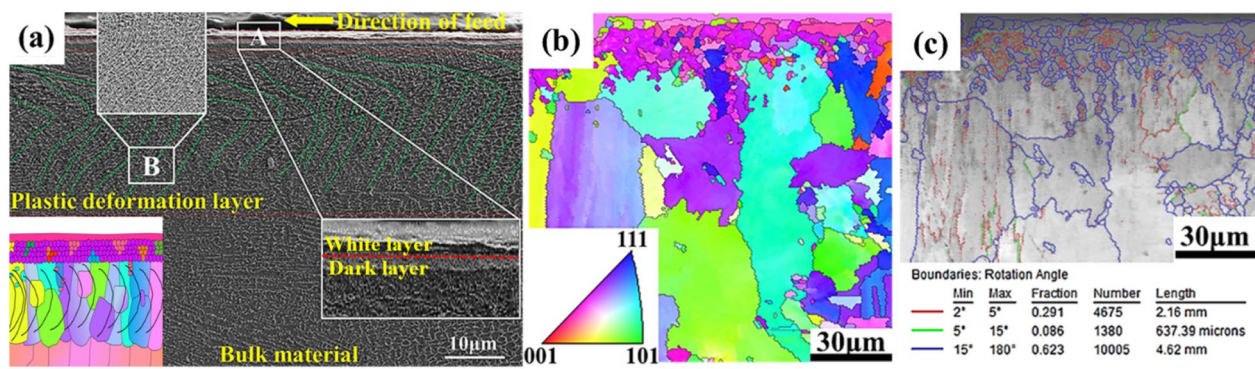 (a)
Direction of feed
A
B
Plastic deformation layer
White layer
Dark layer
Bulk material
10μm
(b)
111
001
101
30μm
(c)
30μm
Boundaries: Rotation Angle
Min Max Fraction Number Length
2° 5° 0.291 4675 2.16 mm
5° 15° 0.086 1380 637.39 microns
15° 180° 0.623 10005 4.62 mm